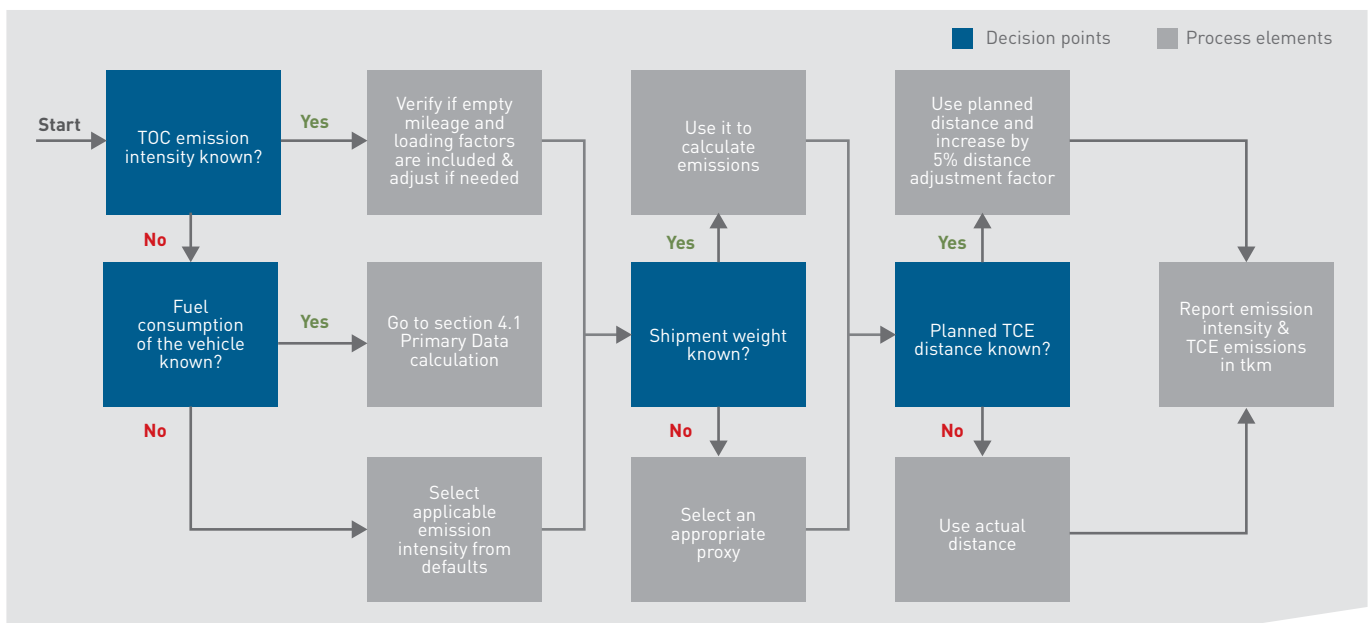 Decision points
Process elements
Start
TOC emission
intensity known?
Yes
Verify if empty
mileage and
loading factors
are included &
adjust if needed
Use it to
calculate
emissions
Use planned
distance and
increase by
5% distance
adjustment factor
No
Yes
Yes
Fuel
consumption
of the vehicle
known?
Yes
Go to section 4.1
Primary Data
calculation
Shipment weight
known?
Planned TCE
distance known?
Report emission
intensity &
TCE emissions
in tkm
No
No
No
Select
applicable
emission
intensity from
defaults
Select an
appropriate
proxy
Use actual
distance